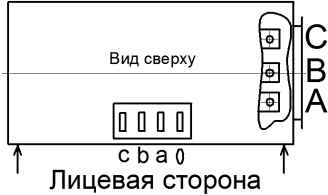 Вид сверху
C
B
A
c b a 0
Лицевая сторона